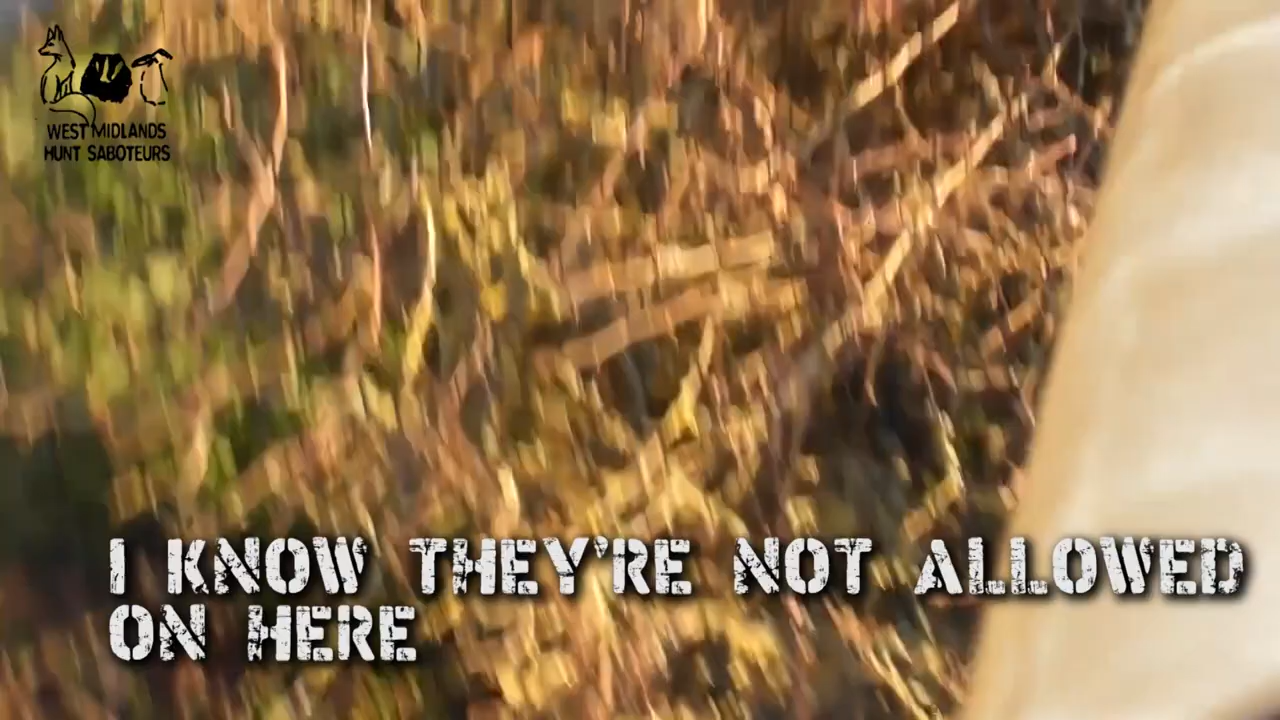 WEST MIDLANDS
HUNT SABOTEURS
I KNOW THEY'RE NOT ALLOWED
ON HERE